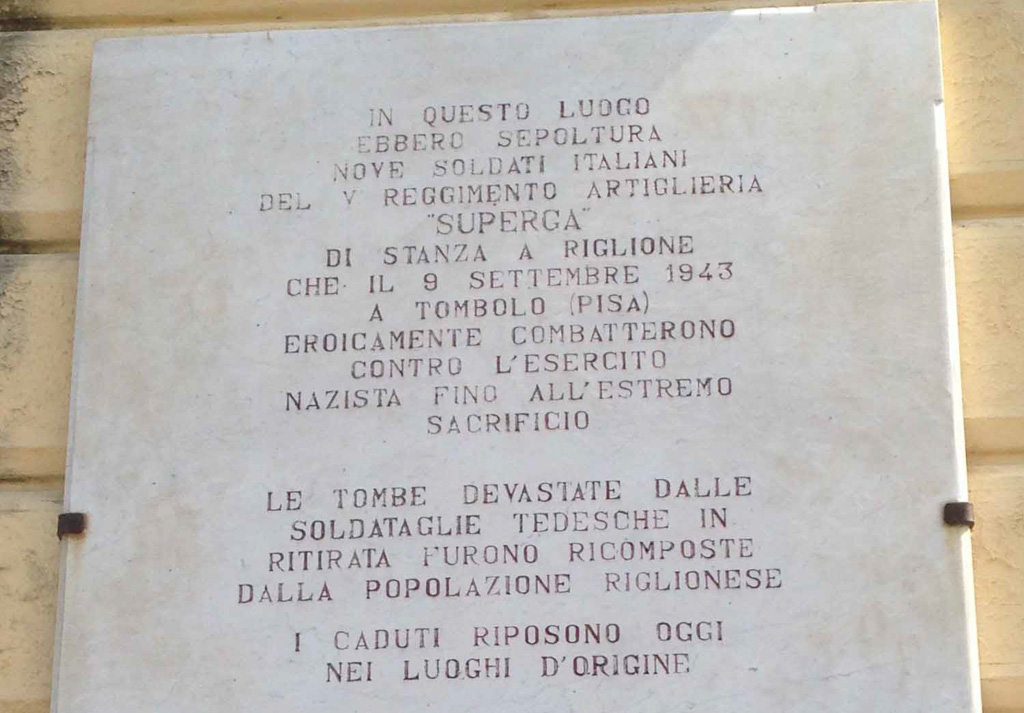 IN QUESTO LUOGO
EBBERO SEPOLTURA
NOVE SOLDATI ITALIANI
DEL V° REGGIMENTO ARTIGLIERIA
"SUPERGA"
DI STANZA A RIGLIONE
CHE IL 9 SETTEMBRE 1943
A TOMBOLO (PISA)
EROICAMENTE COMBATTERONO
CONTRO L'ESERCITO
NAZISTA FINO ALL'ESTREMO
SACRIFICIO
LE TOMBE DEVASTATE DALLE
SOLDATAGLIE TEDESCHE IN
RITIRATA FURONO RICOMPOSTE
DALLA POPOLAZIONE RIGLIONESE
I CADUTI RIPOSONO OGGI
NEI LUOGHI D'ORIGINE